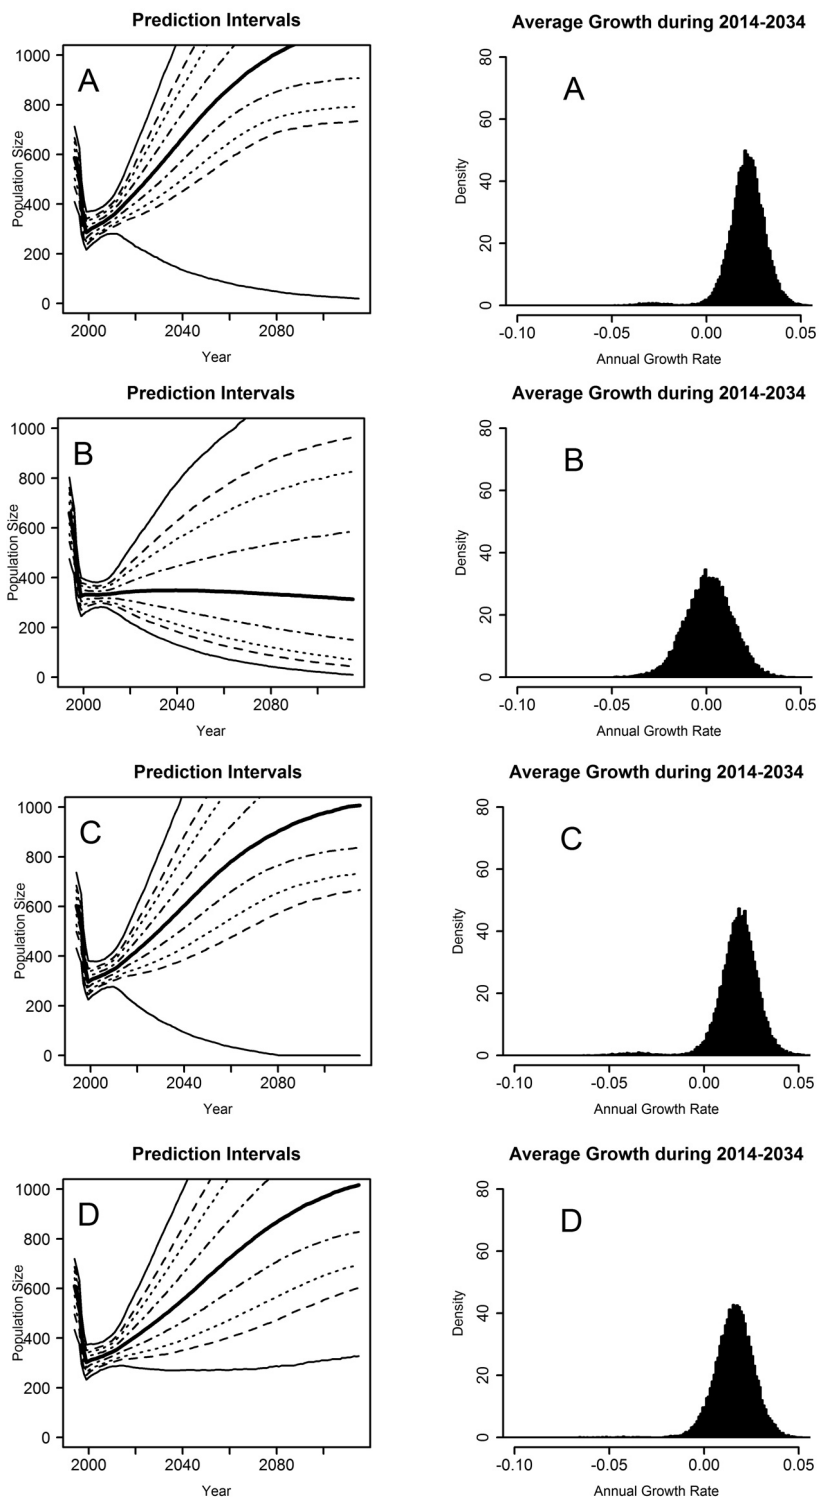 Prediction Intervals
Average Growth during 2014-2034
A
Population Size
1000
800
600
400
200
0
2000
2040
2080
Year
A
Density
80
60
40
20
0
-0.10
-0.05
0.00
0.05
Annual Growth Rate
Prediction Intervals
Average Growth during 2014-2034
B
Population Size
1000
800
600
400
200
0
2000
2040
2080
Year
B
Density
80
60
40
20
0
-0.10
-0.05
0.00
0.05
Annual Growth Rate
Prediction Intervals
Average Growth during 2014-2034
C
Population Size
1000
800
600
400
200
0
2000
2040
2080
Year
C
Density
80
60
40
20
0
-0.10
-0.05
0.00
0.05
Annual Growth Rate
Prediction Intervals
Average Growth during 2014-2034
D
Population Size
1000
800
600
400
200
0
2000
2040
2080
Year
D
Density
80
60
40
20
0
-0.10
-0.05
0.00
0.05
Annual Growth Rate